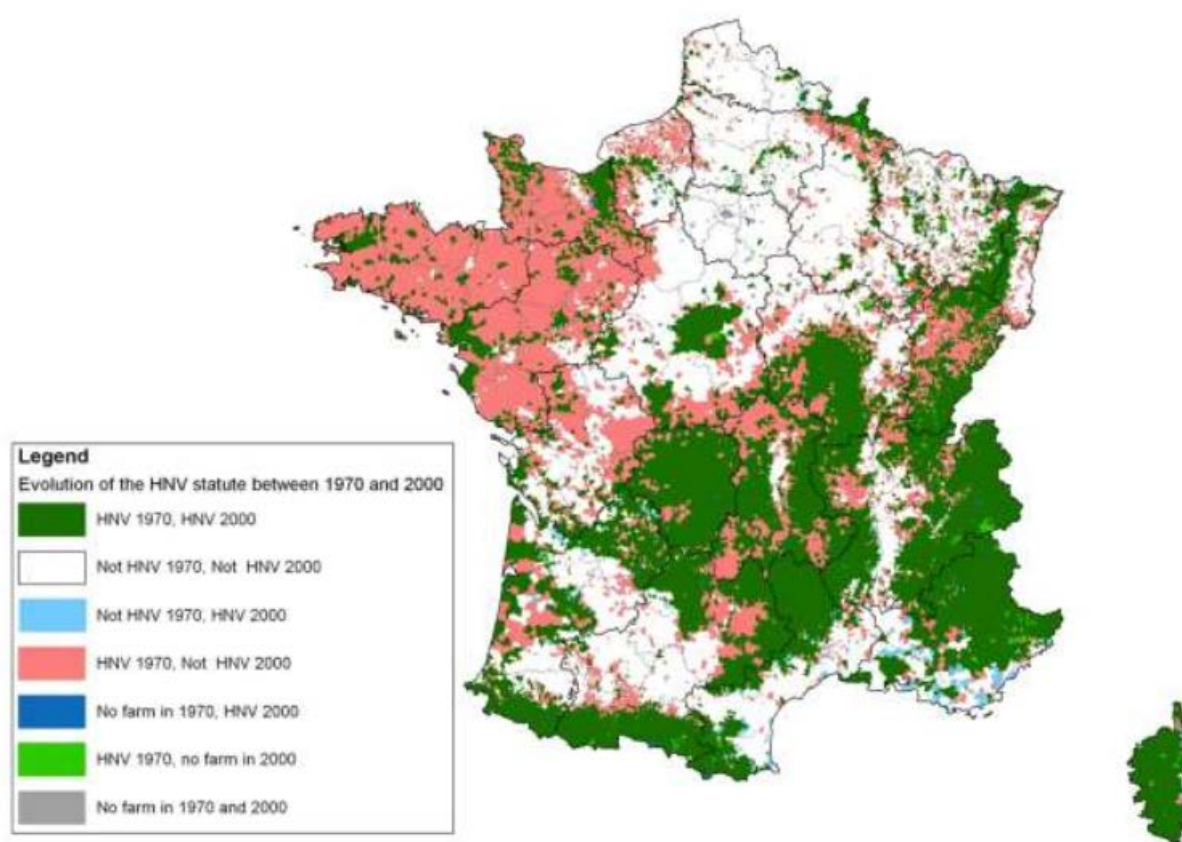 Legend
Evolution of the HNV statute between 1970 and 2000
HNV 1970, HNV 2000
Not HNV 1970, Not HNV 2000
Not HNV 1970, HNV 2000
HNV 1970, Not HNV 2000
No farm in 1970, HNV 2000
HNV 1970, no farm in 2000
No farm in 1970 and 2000